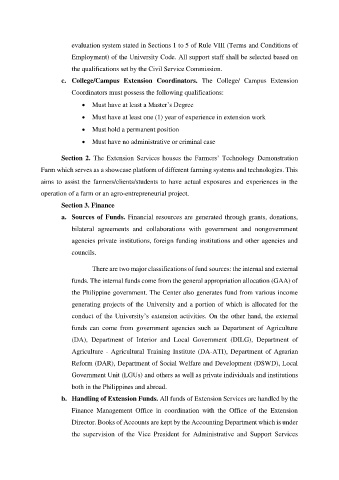 evaluation system stated in Sections 1 to 5 of Rule VIII (Terms and Conditions of
Employment) of the University Code. All support staff shall be selected based on
the qualifications set by the Civil Service Commission.
c. College/Campus Extension Coordinators. The College/ Campus Extension
Coordinators must possess the following qualifications:
• Must have at least a Master's Degree
• Must have at least one (1) year of experience in extension work
• Must hold a permanent position
• Must have no administrative or criminal case
Section 2. The Extension Services houses the Farmers' Technology Demonstration
Farm which serves as a showcase platform of different farming systems and technologies. This
aims to assist the farmers/clients/students to have actual exposures and experiences in the
operation of a farm or an agro-entrepreneurial project.
Section 3. Finance
a. Sources of Funds. Financial resources are generated through grants, donations,
bilateral agreements and collaborations with government and nongovernment
agencies private institutions, foreign funding institutions and other agencies and
councils.
There are two major classifications of fund sources: the internal and external
funds. The internal funds come from the general appropriation allocation (GAA) of
the Philippine government. The Center also generates fund from various income
generating projects of the University and a portion of which is allocated for the
conduct of the University's extension activities. On the other hand, the external
funds can come from government agencies such as Department of Agriculture
(DA), Department of Interior and Local Government (DILG), Department of
Agriculture - Agricultural Training Institute (DA-ATI), Department of Agrarian
Reform (DAR), Department of Social Welfare and Development (DSWD), Local
Government Unit (LGUs) and others as well as private individuals and institutions
both in the Philippines and abroad.
b. Handling of Extension Funds. All funds of Extension Services are handled by the
Finance Management Office in coordination with the Office of the Extension
Director. Books of Accounts are kept by the Accounting Department which is under
the supervision of the Vice President for Administrative and Support Services